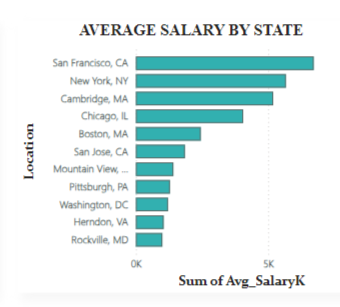 AVERAGE SALARY BY STATE
San Francisco, CA
New York, NY
Cambridge, MA
Chicago, IL
Boston, MA
San Jose, CA
Mountain View, ...
Pittsburgh, PA
Washington, DC
Herndon, VA
Rockville, MD
Location
0K 5K
Sum of Avg_SalaryK